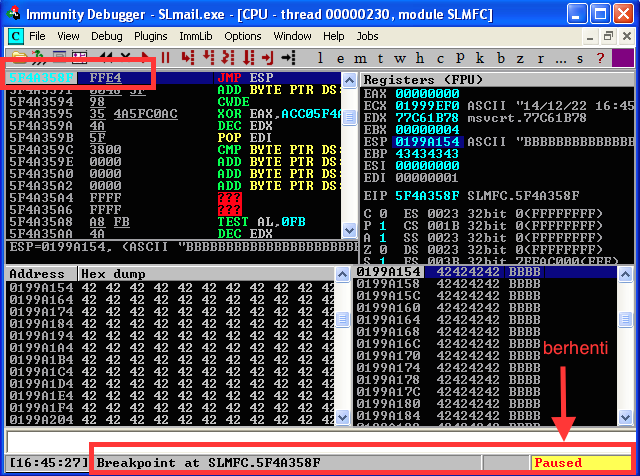 Immunity Debugger - SLmail.exe - [CPU - thread 00000230, module SLMFC]
C File View Debug Plugins ImmLib Options Window Help Jobs
l e m t w h c P k b z r ... s ?
5F4A358F FFE4 JMP ESP
ADD BYTE PTR DS:
5F4A3594 98 CWDE
5F4A3595 35 4A5FC0AC XOR EAX,ACC05F4A
5F4A359A 4A DEC EDX
5F4A359B 5F POP EDI
5F4A359C 3800 CMP BYTE PTR DS:
5F4A359E 0000 ADD BYTE PTR DS:
5F4A35A0 0000 ADD BYTE PTR DS:
5F4A35A2 0000 ADD BYTE PTR DS:
5F4A35A4 FFFF ???
5F4A35A6 FFFF ???
5F4A35A8 A8 FB TEST AL,0FB
5F4A35AA 4A DEC EDX
ESP=0199A154, (ASCII "BBBBBBBBBBBBBBBBBBBBBBBB
Registers (FPU)
EAX 00000000
ECX 01999EF0 ASCII "14/12/22 16:45
EDX 77C61B78 msvcrt.77C61B78
EBX 00000004
ESP 0199A154 ASCII "BBBBBBBBBBBBBB
EBP 43434343
ESI 00000000
EDI 00000001
EIP 5F4A358F SLMFC.5F4A358F
C 0 ES 0023 32bit 0(FFFFFFFF)
P 1 CS 001B 32bit 0(FFFFFFFF)
A 1 SS 0023 32bit 0(FFFFFFFF)
Z 0 DS 0023 32bit 0(FFFFFFFF)
S 0 FS 003B 32bit 7FFAC000(FFF)
Address Hex dump
0199A154 42 42 42 42 42 42 42 42 42 42
0199A164 42 42 42 42 42 42 42 42 42 42
0199A174 42 42 42 42 42 42 42 42 42 42
0199A184 42 42 42 42 42 42 42 42 42 42
0199A194 42 42 42 42 42 42 42 42 42 42
0199A1A4 42 42 42 42 42 42 42 42 42 42
0199A1B4 42 42 42 42 42 42 42 42 42 42
0199A1C4 42 42 42 42 42 42 42 42 42 42
0199A1D4 42 42 42 42 42 42 42 42 42 42
0199A1E4 42 42 42 42 42 42 42 42 42 42
0199A1F4 42 42 42 42 42 42 42 42 42 42
0199A204 42 42 42 42 42 42 42 42 42 42
0199A154 42424242 BBBB
0199A158 42424242 BBBB
0199A15C 42424242 BBBB
0199A160 42424242 BBBB
0199A164 42424242 BBBB
0199A168 42424242 BBBB
0199A16C 42424242 BBBB
0199A170 42424242 BBBB
0199A174 42424242 BBBB
0199A178 42424242 BBBB
0199A17C 42424242 BBBB
0199A180 42424242 BBBB
0199A184 42424242 BBBB
0199A188 42424242 BBBB
berhenti
[16:45:27] Breakpoint at SLMFC.5F4A358F Paused